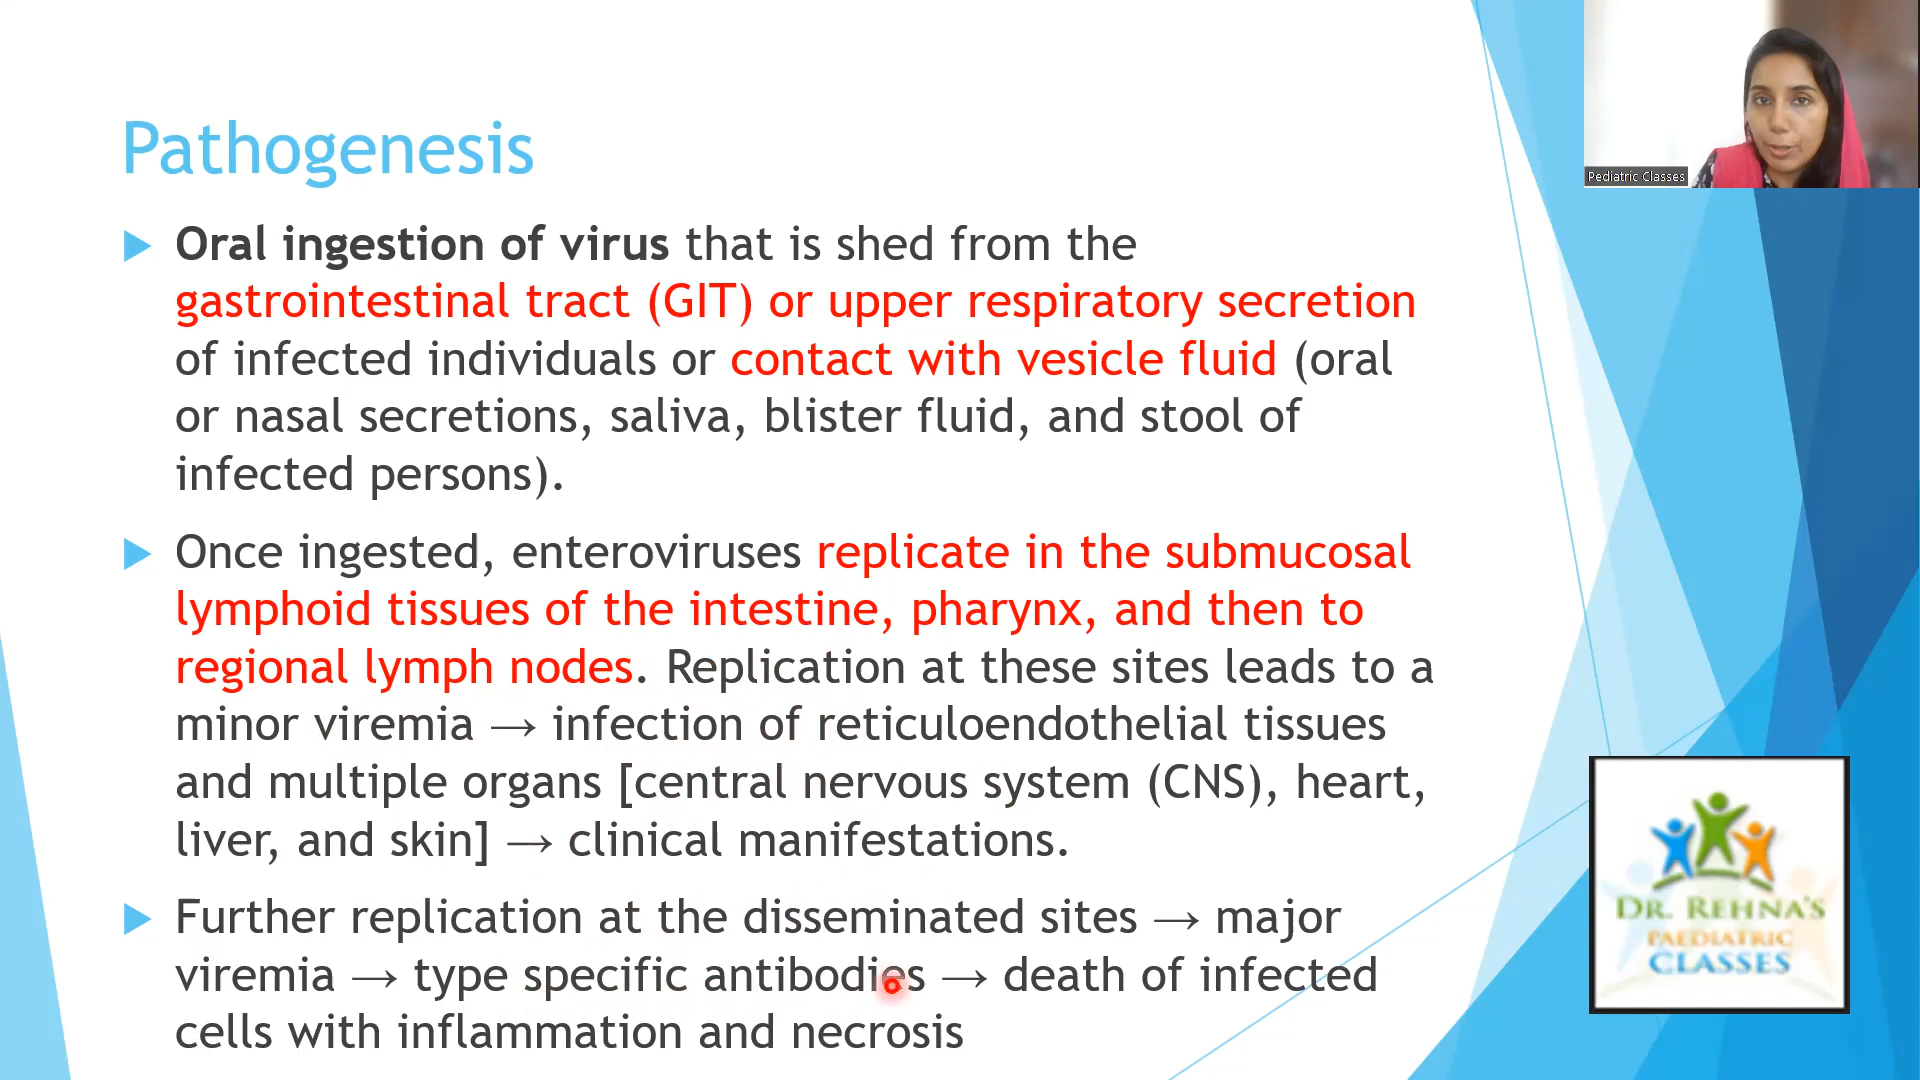 Pathogenesis
Pediatric Classes
Oral ingestion of virus that is shed from the
gastrointestinal tract (GIT) or upper respiratory secretion
of infected individuals or contact with vesicle fluid (oral
or nasal secretions, saliva, blister fluid, and stool of
infected persons).
Once ingested, enteroviruses replicate in the submucosal
lymphoid tissues of the intestine, pharynx, and then to
regional lymph nodes. Replication at these sites leads to a
minor viremia → infection of reticuloendothelial tissues
and multiple organs [central nervous system (CNS), heart,
liver, and skin] → clinical manifestations.
Further replication at the disseminated sites → major
viremia → type specific antibodies → death of infected
cells with inflammation and necrosis
DR. REHNA'S
PAEDIATRIC
CLASSES